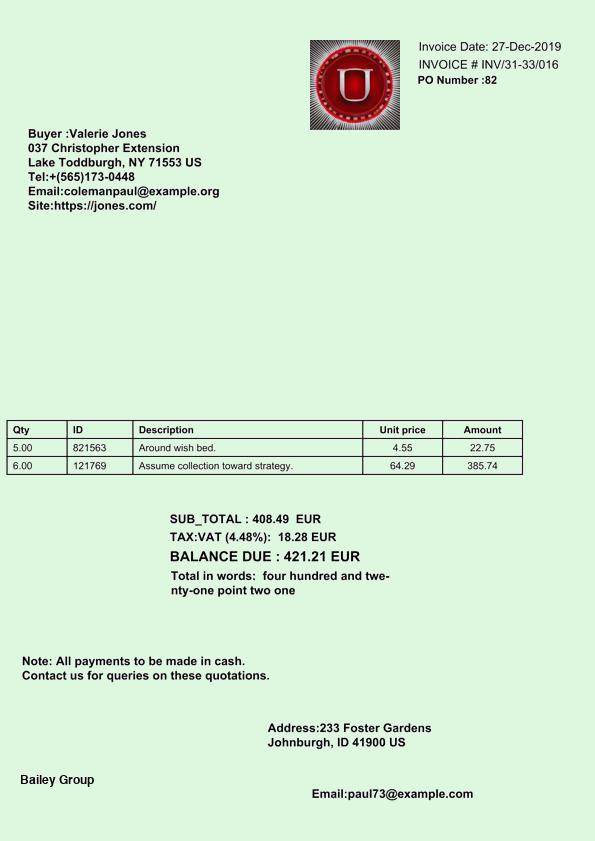 U
Invoice Date: 27-Dec-2019
INVOICE # INV/31-33/016
PO Number :82
Buyer :Valerie Jones
037 Christopher Extension
Lake Toddburgh, NY 71553 US
Tel:+(565)173-0448
Email:colemanpaul@example.org
Site:https://jones.com/
Qty ID Description Unit price Amount
5.00 821563 Around wish bed. 4.55 22.75
6.00 121769 Assume collection toward strategy. 64.29 385.74
SUB_TOTAL : 408.49 EUR
TAX:VAT (4.48%): 18.28 EUR
BALANCE DUE : 421.21 EUR
Total in words: four hundred and twe-
nty-one point two one
Note: All payments to be made in cash.
Contact us for queries on these quotations.
Address:233 Foster Gardens
Johnburgh, ID 41900 US
Bailey Group
Email:paul73@example.com